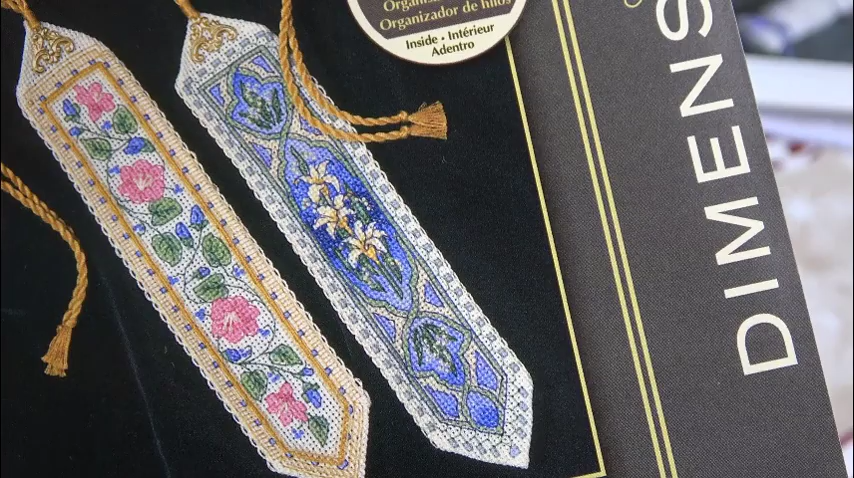 Organizador de hilos
Inside • Intérieur
Adentro
DIMENS